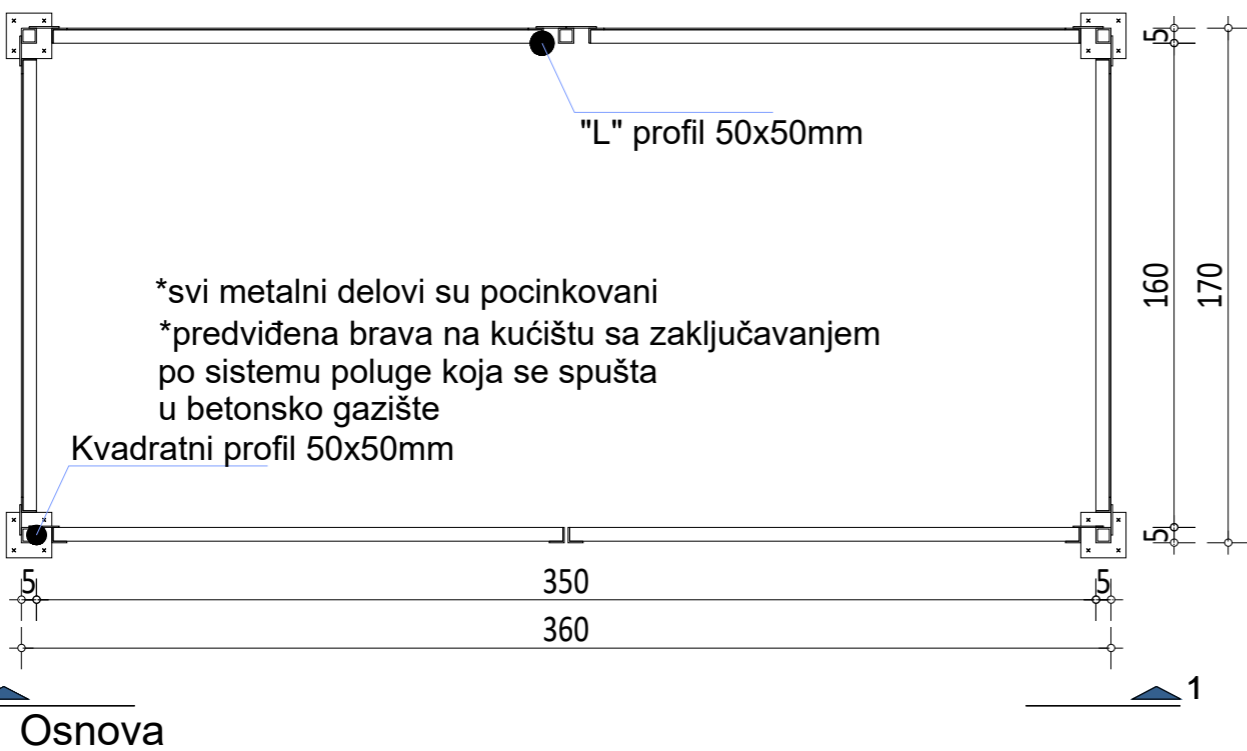 5
"L" profil 50x50mm
160
170
*svi metalni delovi su pocinkovani
*predviđena brava na kućištu sa zaključavanjem
po sistemu poluge koja se spušta
u betonsko gazište
Kvadratni profil 50x50mm
5
5
350
5
360
1
Osnova